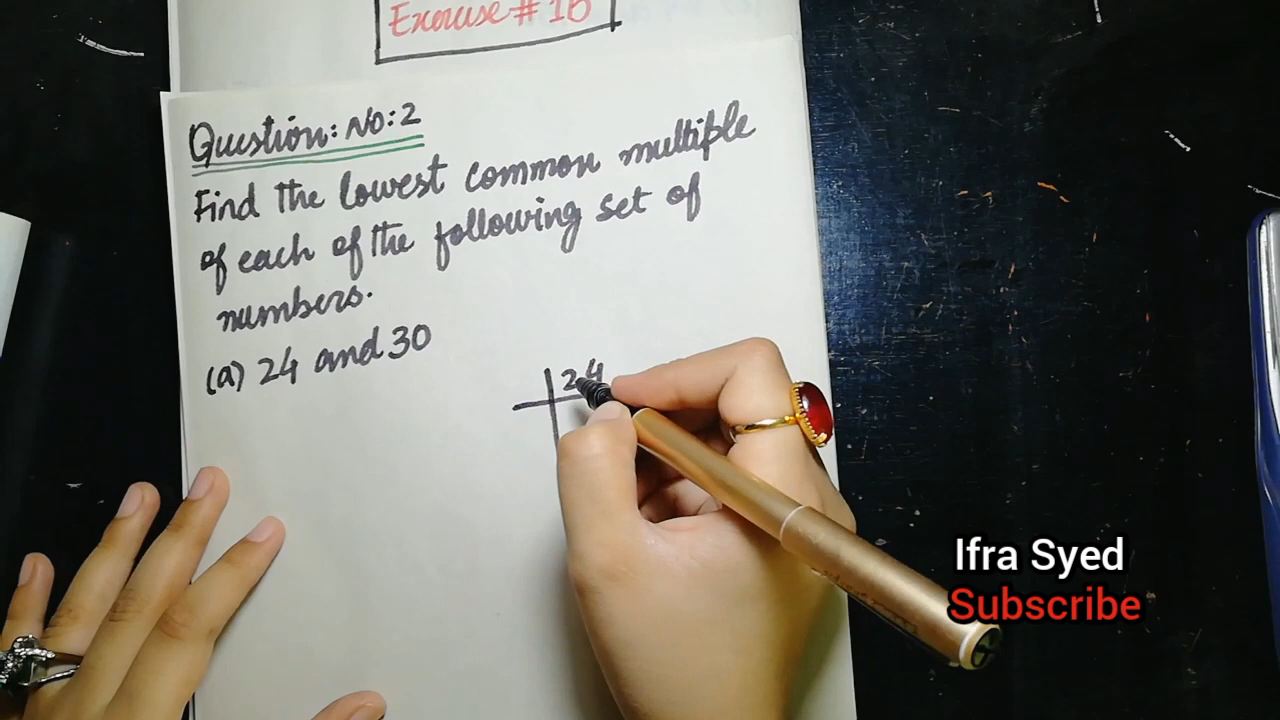 Exercise # 1B
Question: No: 2
Find the lowest common multiple
of each of the following set of
numbers.
(a) 24 and 30
24
Ifra Syed
Subscribe